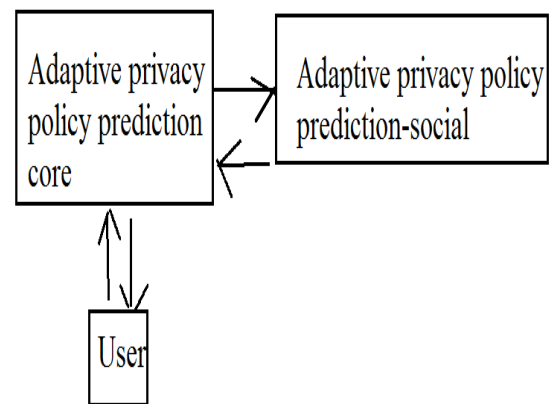 Adaptive privacy
policy prediction
core
Adaptive privacy policy
prediction-social
User